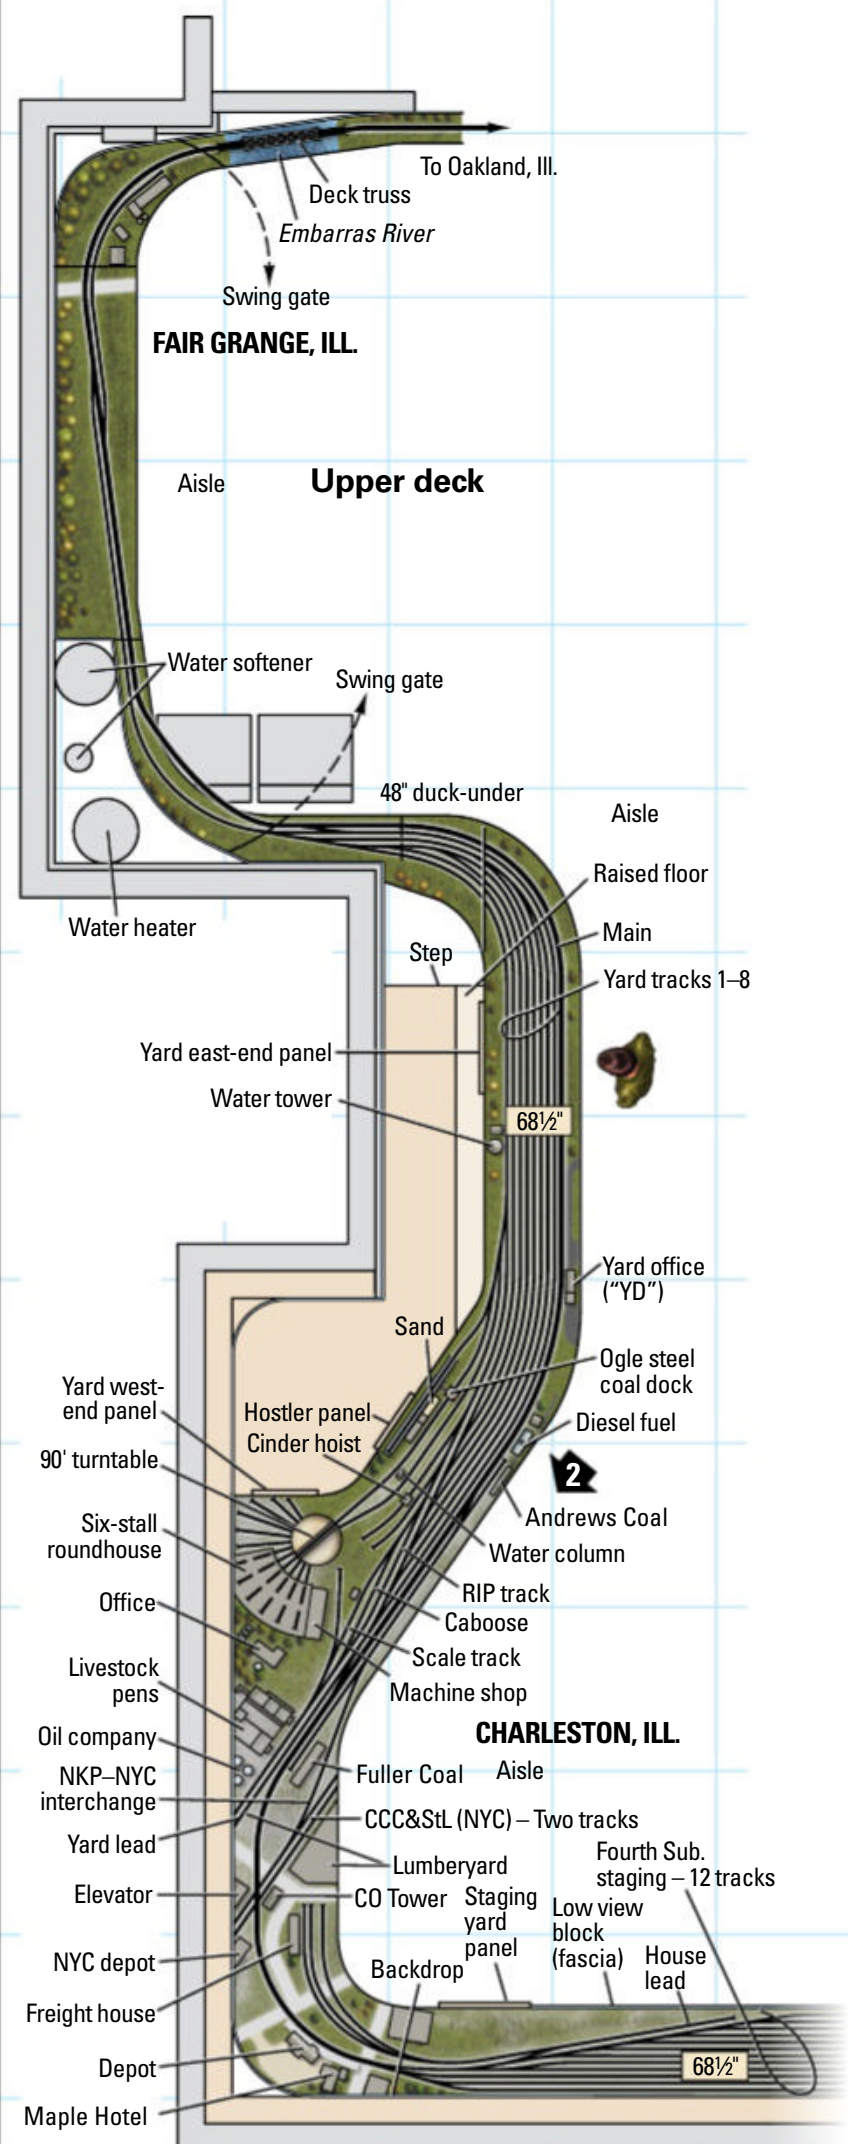 To Oakland, Ill.
Deck truss
Embarras River
Swing gate
FAIR GRANGE, ILL.
Aisle
Upper deck
Water softener
Swing gate
48" duck-under
Aisle
Raised floor
Water heater
Main
Step
Yard tracks 1–8
Yard east-end panel
Water tower
68½"
Yard office
(“YD”)
Sand
Ogle steel
coal dock
Yard west-
end panel
Hostler panel
Diesel fuel
Cinder hoist
90' turntable
2
Andrews Coal
Six-stall
roundhouse
Water column
RIP track
Office
Caboose
Scale track
Livestock
pens
Machine shop
CHARLESTON, ILL.
Oil company
Fuller Coal
Aisle
NKP–NYC
interchange
CCC&StL (NYC) – Two tracks
Yard lead
Fourth Sub.
staging – 12 tracks
Lumberyard
Elevator
CO Tower
Staging
yard
panel
Low view
block
(fascia)
House
lead
NYC depot
Backdrop
Freight house
68½"
Depot
Maple Hotel